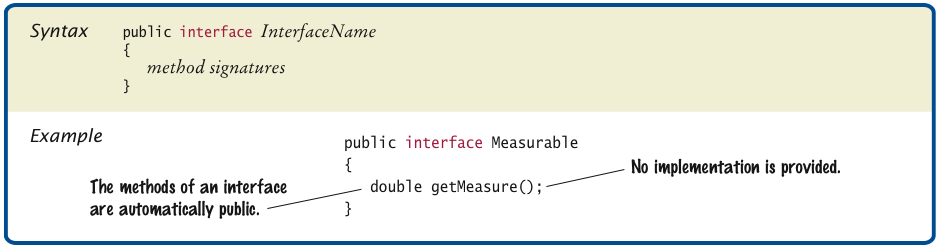 Syntax
public interface InterfaceName
{
method signatures
}
Example
public interface Measurable
{
double getMeasure();
}
No implementation is provided.
The methods of an interface
are automatically public.